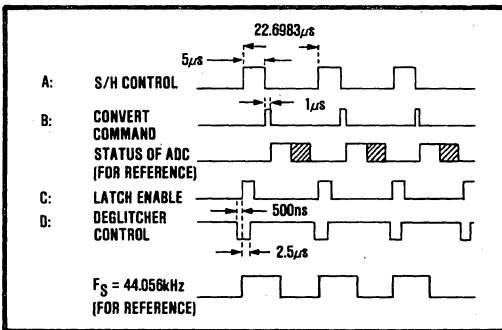 22.6983µs
5µs
A: S/H CONTROL
1µs
B: CONVERT
COMMAND
STATUS OF ADC
(FOR REFERENCE)
C: LATCH ENABLE
500ns
D: DEGLITCHER
CONTROL
2.5µs
FS = 44.056kHz
(FOR REFERENCE)